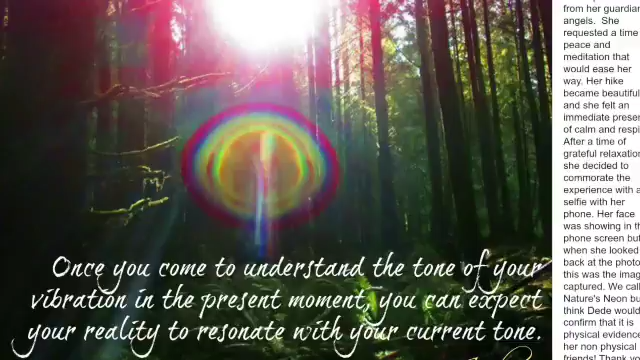 Once you come to understand the tone of your
vibration in the present moment, you can expect
your reality to resonate with your current tone.
from her guardian
angels. She
requested a time
peace and
meditation that
would ease her
way. Her hike
became beautiful
and she felt an
immediate
of calm and
After a time of
grateful relaxation
she decided to
commorate the
experience with a
selfie with her
phone. Her face
was showing in th
phone screen but
when she looked
back at the photo
this was the imag
captured. We call
Nature's Neon bu
think Dede would
confirm that it is
physical evidence
her non physical
friends! Thank yo